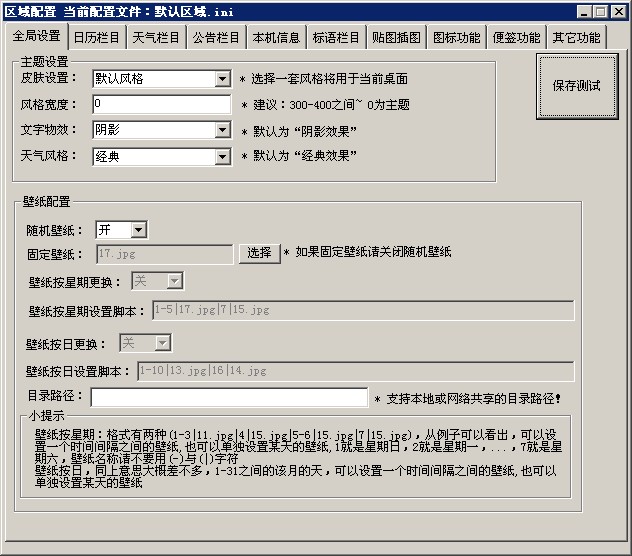 区域配置 当前配置文件：默认区域.ini
全局设置 日历栏目 天气栏目 公告栏目 本机信息 标语栏目 贴图插图 图标功能 便签功能 其它功能
主题设置
皮肤设置： 默认风格 * 选择一套风格将用于当前桌面
保存测试
风格宽度： 0 * 建议：300-400之间~ 0为主题
文字物效： 阴影 * 默认为“阴影效果”
天气风格： 经典 * 默认为“经典效果”
壁纸配置
随机壁纸： 开
固定壁纸： 17.jpg 选择 * 如果固定壁纸请关闭随机壁纸
壁纸按星期更换： 关
壁纸按星期设置脚本： 1-5|17.jpg|7|15.jpg
壁纸按日更换： 关
壁纸按日设置脚本： 1-10|13.jpg|16|14.jpg
目录路径： * 支持本地或网络共享的目录路径!
小提示
壁纸按星期：格式有两种(1-3|11.jpg|4|15.jpg|5-6|15.jpg|7|15.jpg)，从例子可以看出，可以设
置一个时间间隔之间的壁纸,也可以单独设置某天的壁纸,1就是星期日，2就是星期一，...，7就是星
期六，壁纸名称请不要用(-)与(|)字符
壁纸按日，同上意思大概差不多，1-31之间的该月的天，可以设置一个时间间隔之间的壁纸,也可以
单独设置某天的壁纸